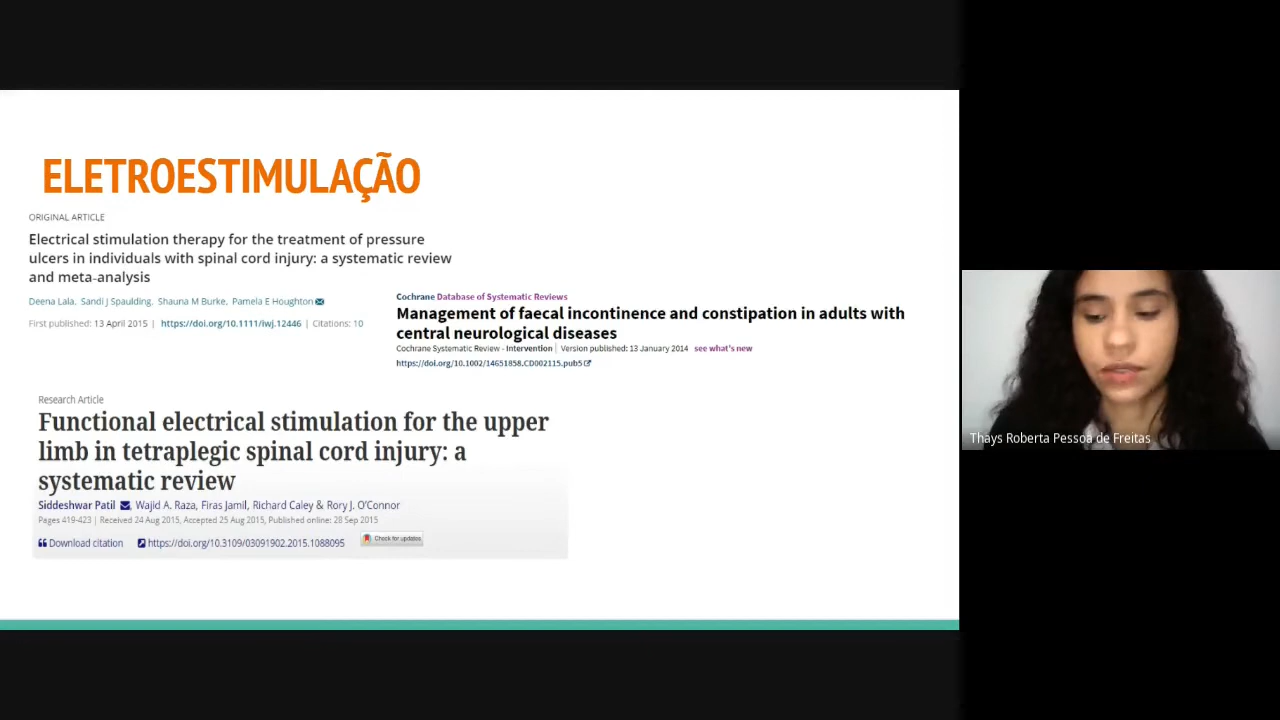 ELETROESTIMULAÇÃO
ORIGINAL ARTICLE
Electrical stimulation therapy for the treatment of pressure
ulcers in individuals with spinal cord injury: a systematic review
and meta-analysis
Deena Lala, Sandi J Spaulding, Shauna M Burke, Pamela E Houghton
First published: 13 April 2015 | https://doi.org/10.1111/iwj.12446 | Citations: 10
Cochrane Database of Systematic Reviews
Management of faecal incontinence and constipation in adults with
central neurological diseases
Cochrane Systematic Review - Intervention | Version published: 13 January 2014 see what's new
https://doi.org/10.1002/14651858.CD002115.pub5
Research Article
Functional electrical stimulation for the upper
limb in tetraplegic spinal cord injury: a
systematic review
Siddeshwar Patil, Wajid A. Raza, Firas Jamil, Richard Caley & Rory J. O'Connor
Pages 419-423 | Received 24 Aug 2015, Accepted 25 Aug 2015, Published online: 28 Sep 2015
Download citation https://doi.org/10.3109/03091902.2015.1088095 Check for updates
Thays Roberta Pessoa de Freitas